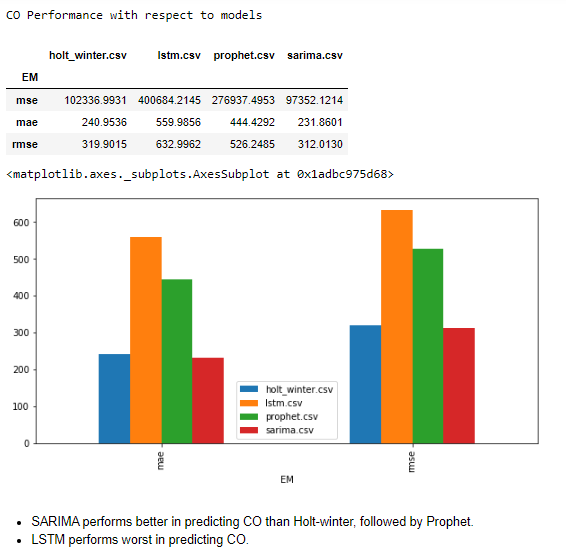 CO Performance with respect to models
holt_winter.csv lstm.csv prophet.csv sarima.csv
EM
mse 102336.9931 400684.2145 276937.4953 97352.1214
mae 240.9536 559.9856 444.4292 231.8601
rmse 319.9015 632.9962 526.2485 312.0130
<matplotlib.axes._subplots.AxesSubplot at 0x1adbc975d68>
600
500
400
300
200
100
0
holt_winter.csv
lstm.csv
prophet.csv
sarima.csv
mae
rmse
EM
• SARIMA performs better in predicting CO than Holt-winter, followed by Prophet.
• LSTM performs worst in predicting CO.